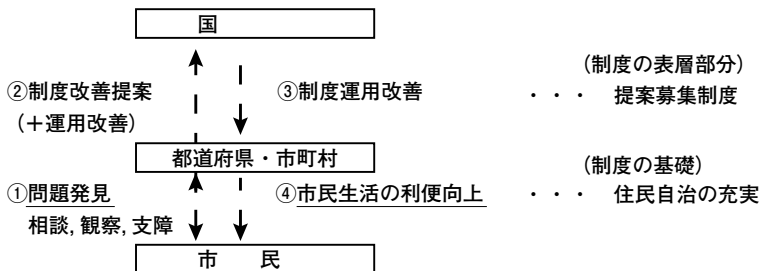 国
(制度の表層部分)
②制度改善提案 ③制度運用改善 ・・・ 提案募集制度
(+運用改善)
都道府県・市町村
(制度の基礎)
①問題発見 ④市民生活の利便向上 ・・・ 住民自治の充実
相談, 観察, 支障
市 民